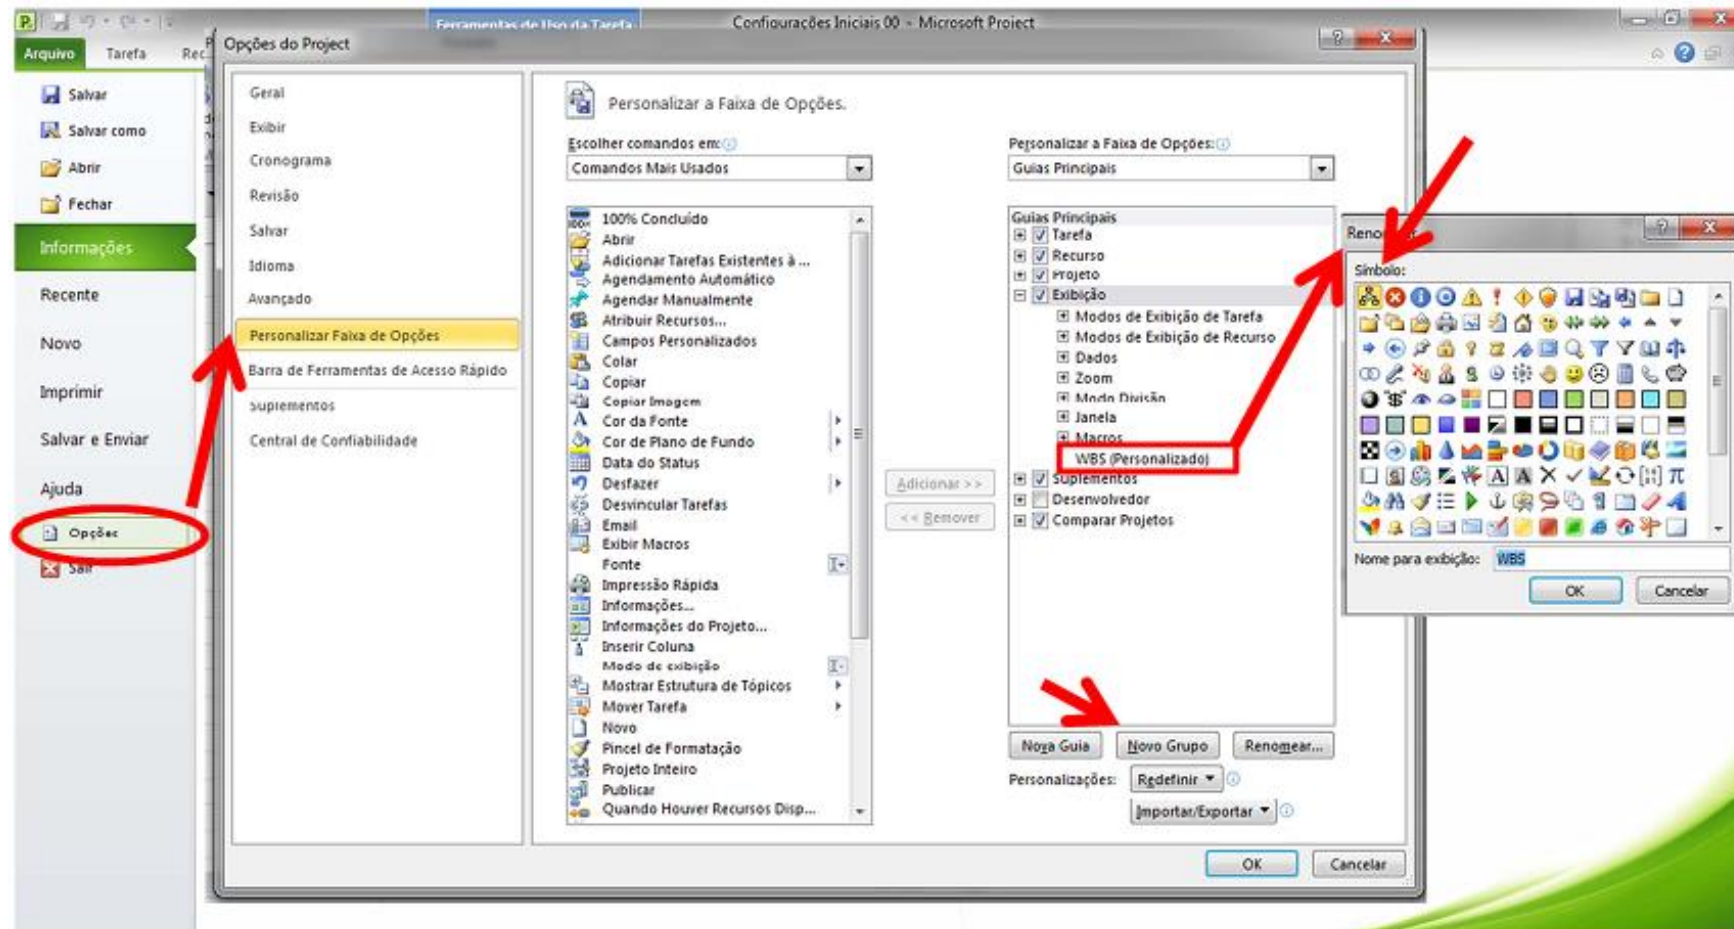 Ferramentas de Uso da Tarefa
Configurações Iniciais 00 - Microsoft Project
Arquivo
Tarefa
Rec
Salvar
Salvar como
Abrir
Fechar
Informações
Recente
Novo
Imprimir
Salvar e Enviar
Ajuda
Opções
Sair
Opções do Project
Geral
Exibir
Cronograma
Revisão
Salvar
Idioma
Avançado
Personalizar Faixa de Opções
Barra de Ferramentas de Acesso Rápido
Suplementos
Central de Confiabilidade
Personalizar a Faixa de Opções.
Escolher comandos em:
Comandos Mais Usados
100% Concluído
Abrir
Adicionar Tarefas Existentes à ...
Agendamento Automático
Agendar Manualmente
Atribuir Recursos...
Campos Personalizados
Colar
Copiar
Copiar Imagem
Cor da Fonte
Cor de Plano de Fundo
Data do Status
Desfazer
Desvincular Tarefas
Email
Exibir Macros
Fonte
Impressão Rápida
Informações...
Informações do Projeto...
Inserir Coluna
Modo de exibição
Mostrar Estrutura de Tópicos
Mover Tarefa
Novo
Pincel de Formatação
Projeto Inteiro
Publicar
Quando Houver Recursos Disp...
Adicionar >>
<< Remover
Personalizar a Faixa de Opções:
Guias Principais
Guias Principais
Tarefa
Recurso
Projeto
Exibição
Modos de Exibição de Tarefa
Modos de Exibição de Recurso
Dados
Zoom
Modo Divisão
Janela
Macros
WBS (Personalizado)
Suplementos
Desenvolvedor
Comparar Projetos
Nova Guia
Novo Grupo
Renomear...
Personalizações:
Redefinir
Importar/Exportar
OK
Cancelar
Símbolo:
Nome para exibição:
WBS
OK
Cancelar